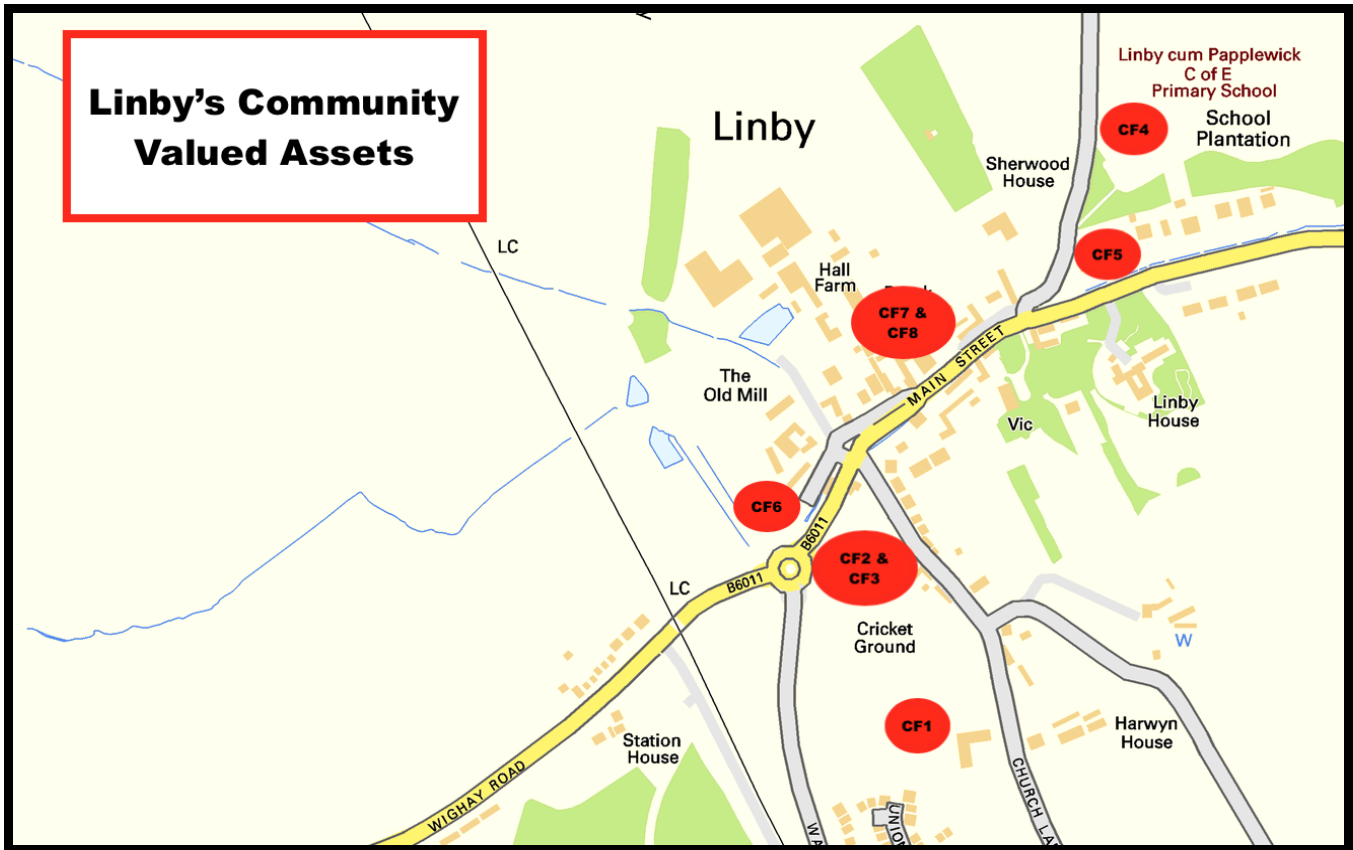 Linby's Community
Valued Assets
Linby
Linby cum Papplewick
C of E
Primary School
School
Plantation
CF4
Sherwood
House
LC
CF5
Hall
Farm
CF7 &
CF8
MAIN STREET
The
Old Mill
Linby
House
Vic
CF6
B6011
CF2 &
CF3
LC
B6011
Cricket
Ground
W
CF1
Station
House
Harwyn
House
WIGHAY ROAD
CHURCH LA
WA
UNION